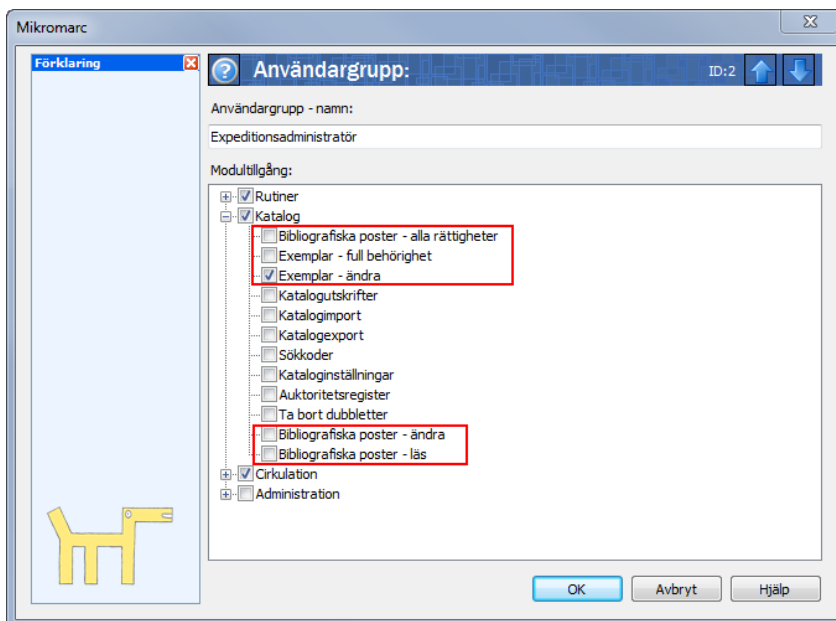 Mikromarc
Förklaring
Användargrupp:
ID:2
Användargrupp - namn:
Expeditionsadministratör
Modultillgång:
Rutiner
Katalog
Bibliografiska poster - alla rättigheter
Exemplar - full behörighet
Exemplar - ändra
Katalogutskrifter
Katalogimport
Katalogexport
Sökkoder
Kataloginställningar
Auktoritetsregister
Ta bort dubbletter
Bibliografiska poster - ändra
Bibliografiska poster - läs
Cirkulation
Administration
OK
Avbryt
Hjälp